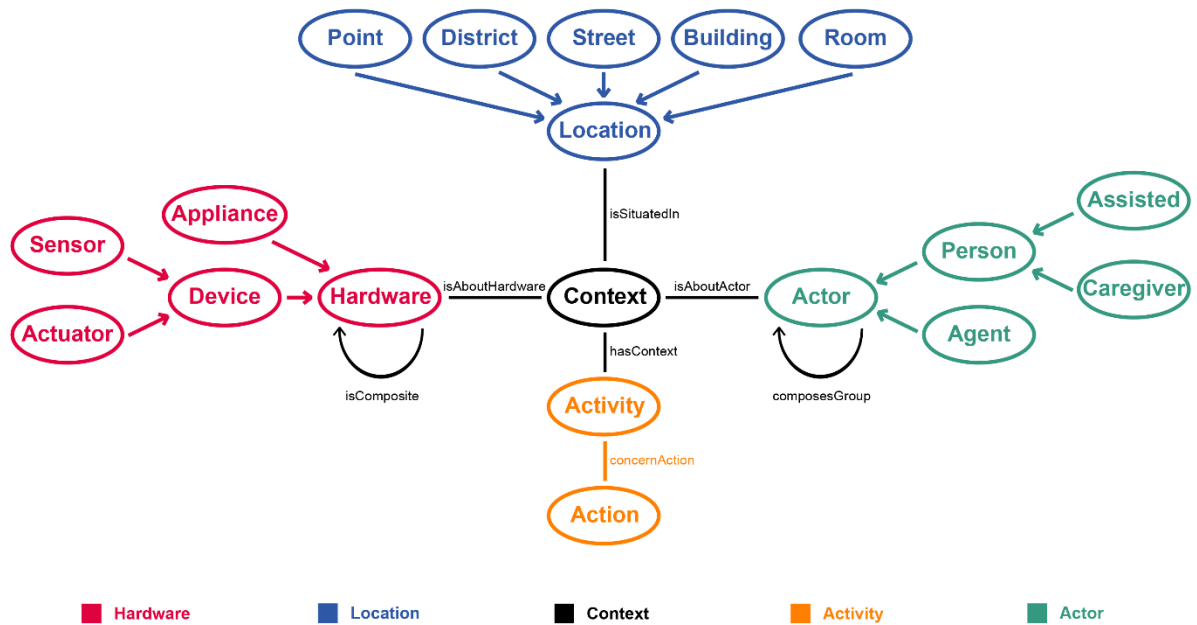 Point
District
Street
Building
Room
Location
isSituatedIn
Appliance
Sensor
Device
Actuator
Hardware
isAboutHardware
Context
isAboutActor
Actor
Person
Assisted
Caregiver
Agent
isComposite
hasContext
composesGroup
Activity
concernAction
Action
Hardware
Location
Context
Activity
Actor